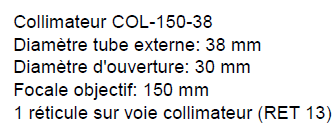 Collimateur COL-150-38
Diamètre tube externe: 38 mm
Diamètre d'ouverture: 30 mm
Focale objectif: 150 mm
1 réticule sur voie collimateur (RET 13)